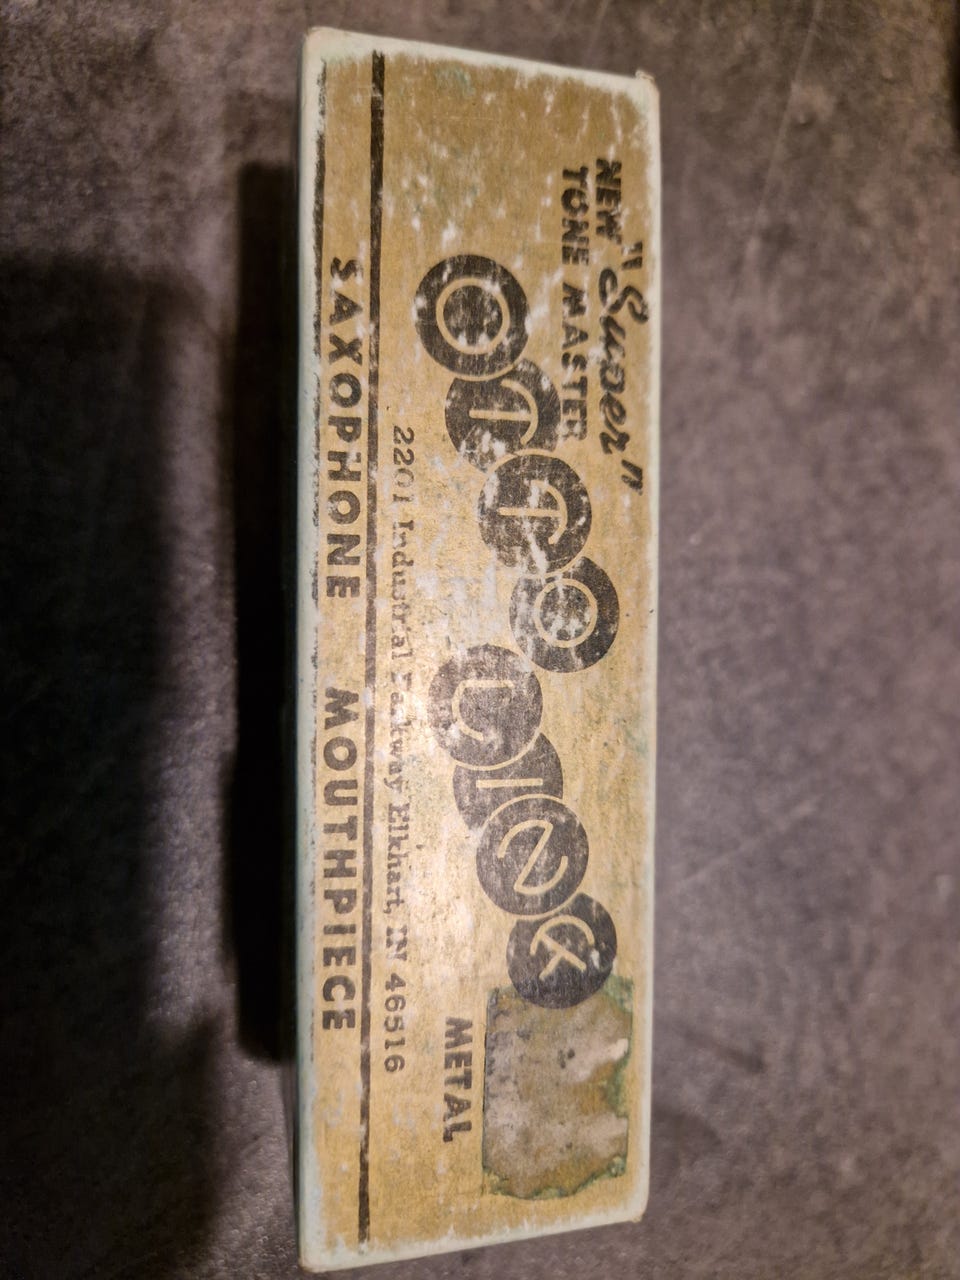 NEW "Super"
TONE MASTER
OTTO LINK
METAL
2201 Industrial Parkway Elkhart, IN 46516
SAXOPHONE MOUTHPIECE